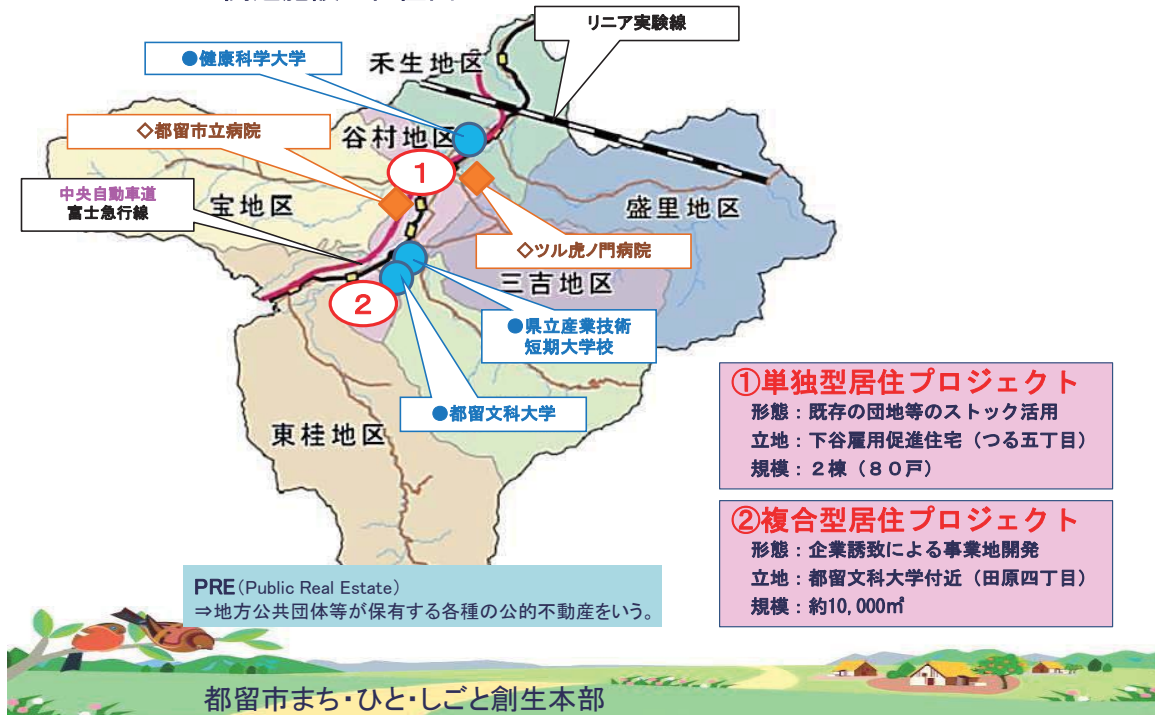 リニア実験線
●健康科学大学
禾生地区
◇都留市立病院
谷村地区
①
中央自動車道
富士急行線
宝地区
盛里地区
◇ツル虎ノ門病院
三吉地区
②
●県立産業技術
短期大学校
●都留文科大学
東桂地区
①単独型居住プロジェクト
形態：既存の団地等のストック活用
立地：下谷雇用促進住宅（つる五丁目）
規模：２棟（８０戸）
②複合型居住プロジェクト
形態：企業誘致による事業地開発
立地：都留文科大学付近（田原四丁目）
規模：約10,000㎡
PRE(Public Real Estate)
⇒地方公共団体等が保有する各種の公的不動産をいう。
都留市まち・ひと・しごと創生本部